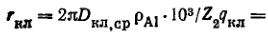 r_кл = 2πD_кл,ср ρ_Al · 10³/Z₂q_кл =